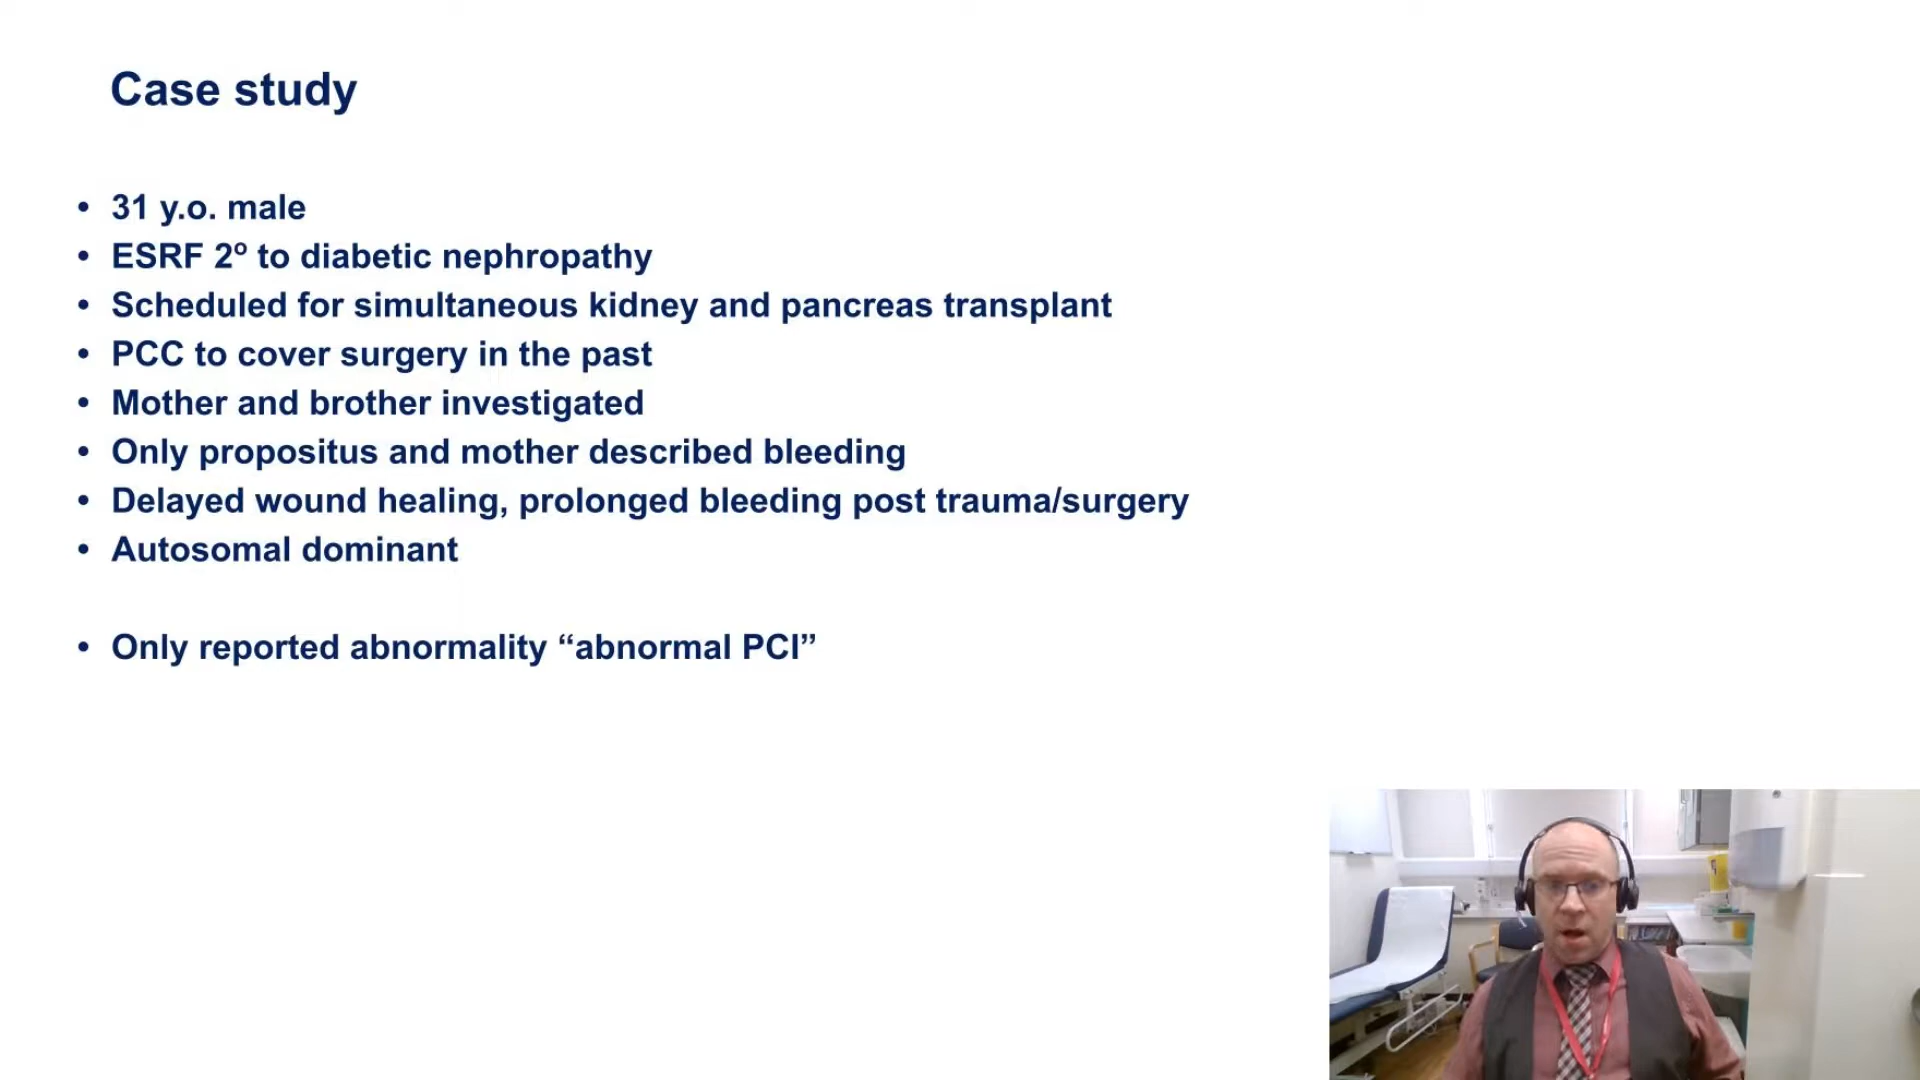 Case study
• 31 y.o. male
• ESRF 2º to diabetic nephropathy
• Scheduled for simultaneous kidney and pancreas transplant
• PCC to cover surgery in the past
• Mother and brother investigated
• Only propositus and mother described bleeding
• Delayed wound healing, prolonged bleeding post trauma/surgery
• Autosomal dominant
• Only reported abnormality “abnormal PCI”